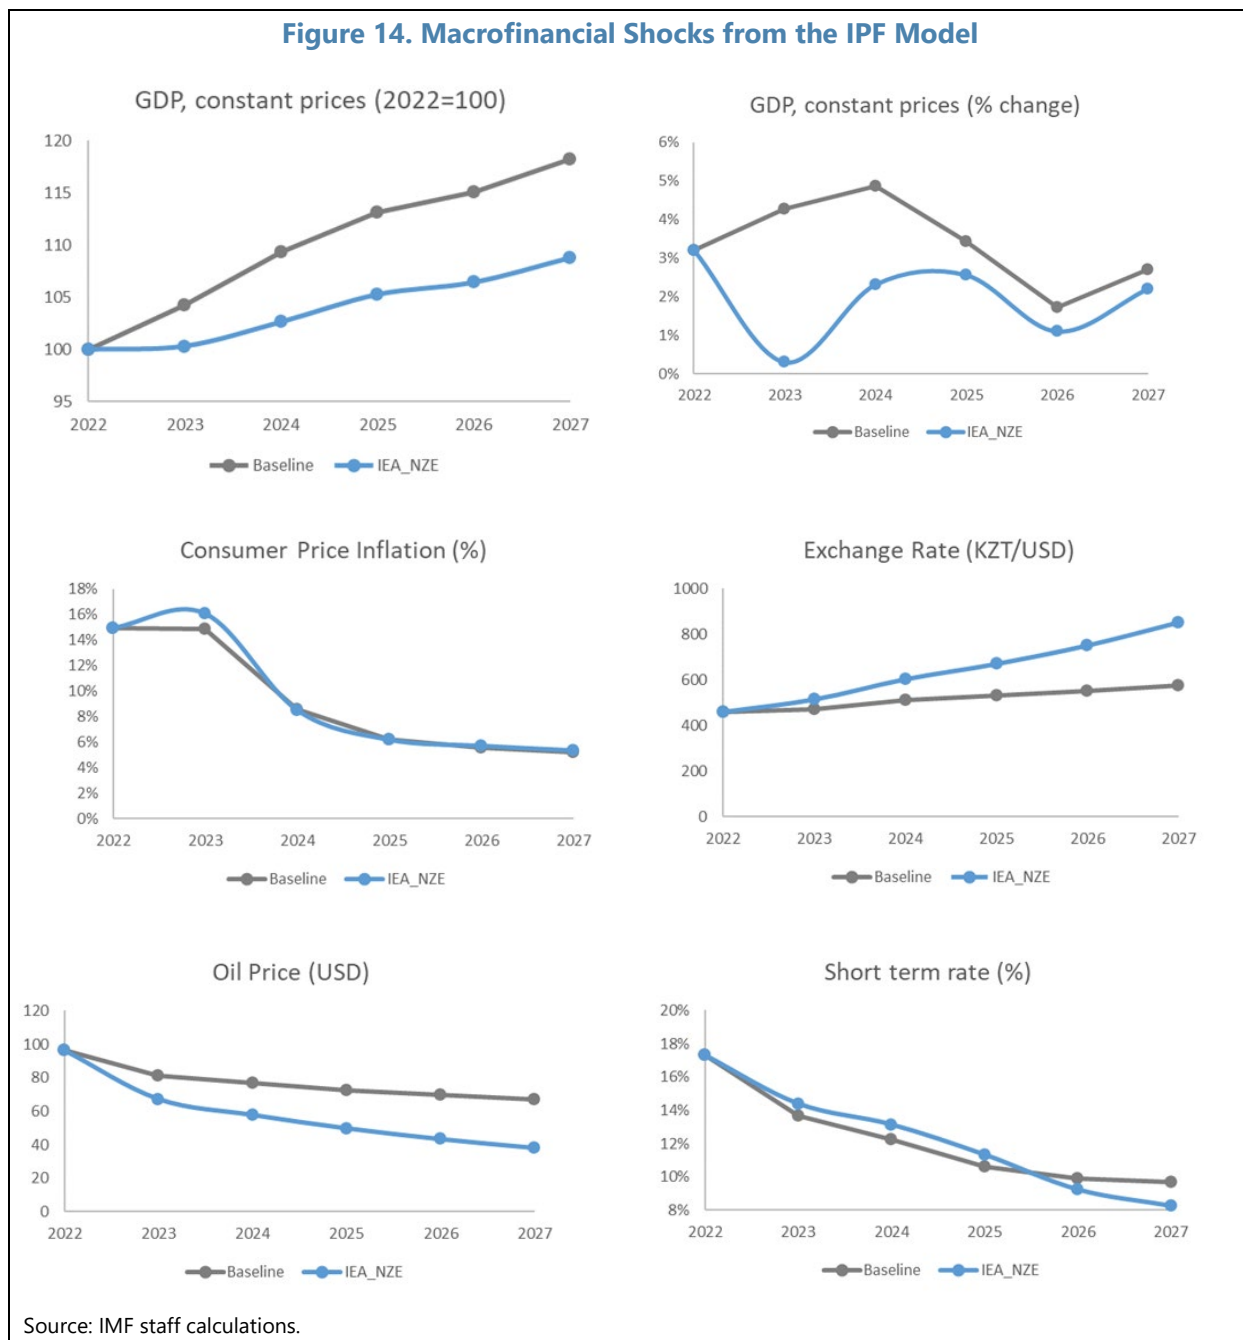 Figure 14. Macrofinancial Shocks from the IPF Model
GDP, constant prices (2022=100)
120
115
110
105
100
95
2022 2023 2024 2025 2026 2027
Baseline IEA_NZE
GDP, constant prices (% change)
6%
5%
4%
3%
2%
1%
0%
2022 2023 2024 2025 2026 2027
Baseline IEA_NZE
Consumer Price Inflation (%)
18%
16%
14%
12%
10%
8%
6%
4%
2%
0%
2022 2023 2024 2025 2026 2027
Baseline IEA_NZE
Exchange Rate (KZT/USD)
1000
800
600
400
200
0
2022 2023 2024 2025 2026 2027
Baseline IEA_NZE
Oil Price (USD)
120
100
80
60
40
20
0
2022 2023 2024 2025 2026 2027
Baseline IEA_NZE
Short term rate (%)
20%
18%
16%
14%
12%
10%
8%
2022 2023 2024 2025 2026 2027
Baseline IEA_NZE
Source: IMF staff calculations.